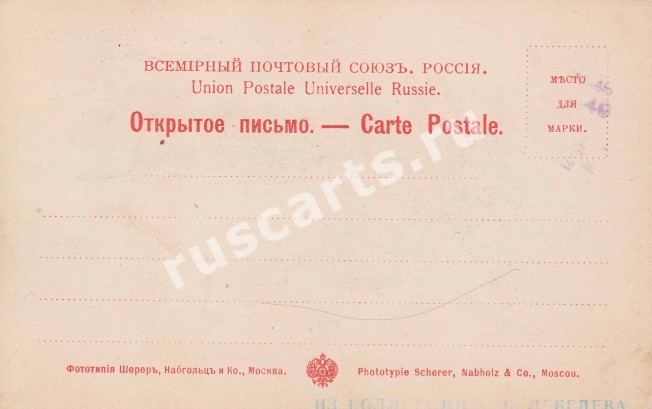 ВСЕМІРНЫЙ ПОЧТОВЫЙ СОЮЗЪ. РОССІЯ.
Union Postale Universelle Russie.
Открытое письмо. — Carte Postale.
МѢСТО
ДЛЯ
МАРКИ.
ruscarts.ru
Фототипія Шереръ, Набгольцъ и Ко., Москва.
Phototypie Scherer, Nabholz & Co., Moscou.